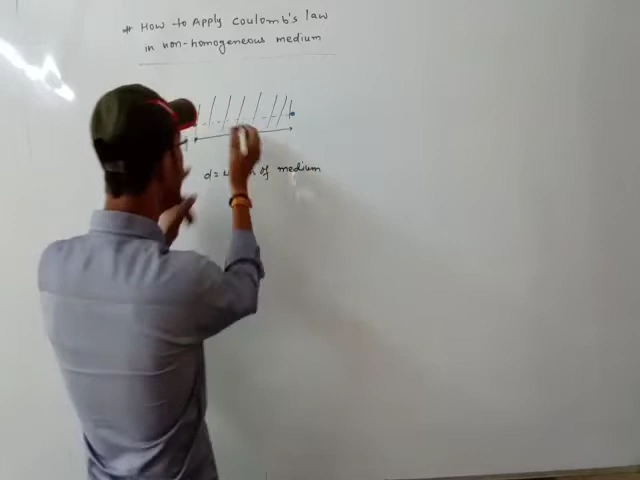 # How to Apply Coulomb's law
in non-homogeneous medium
d = of medium